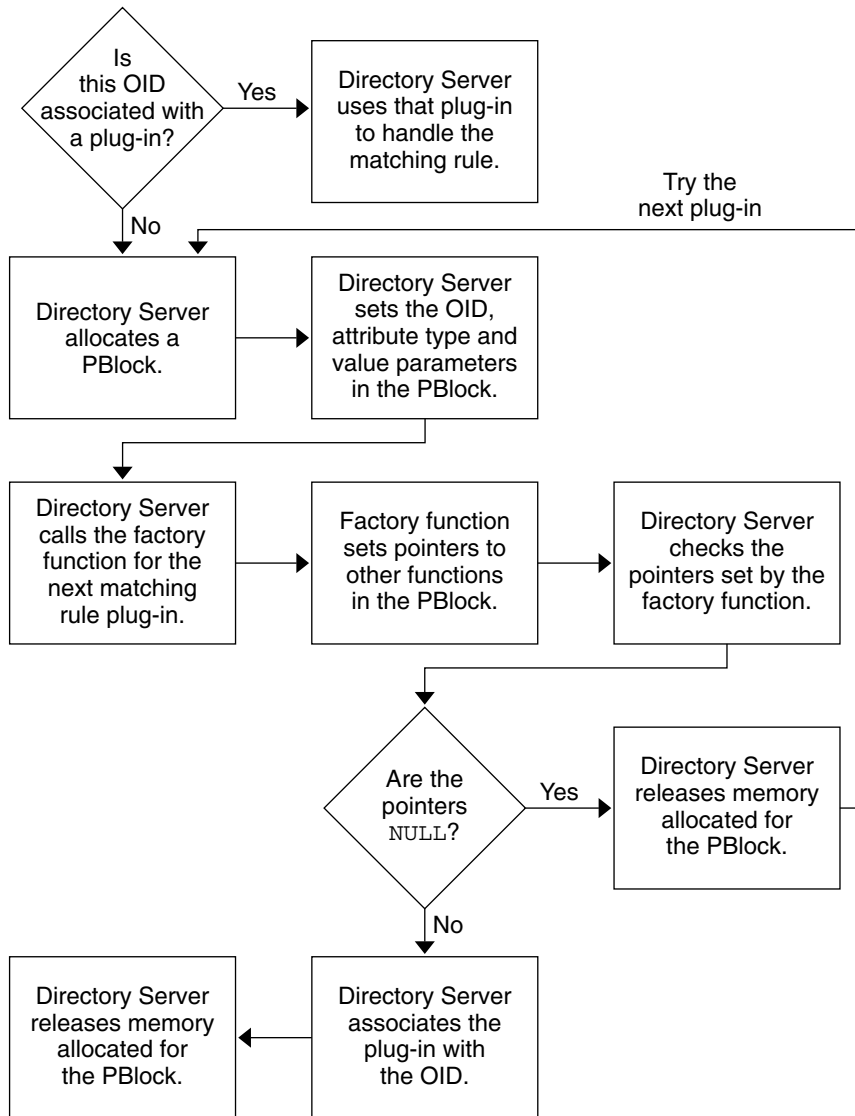 Is
this OID
associated with
a plug-in?
Yes
Directory Server
uses that plug-in
to handle the
matching rule.
Try the
next plug-in
No
Directory Server
allocates a
PBlock.
Directory Server
sets the OID,
attribute type and
value parameters
in the PBlock.
Directory Server
calls the factory
function for the
next matching
rule plug-in.
Factory function
sets pointers to
other functions
in the PBlock.
Directory Server
checks the
pointers set by the
factory function.
Are the
pointers
NULL?
Yes
Directory Server
releases memory
allocated for
the PBlock.
No
Directory Server
releases memory
allocated for
the PBlock.
Directory Server
associates the
plug-in with
the OID.